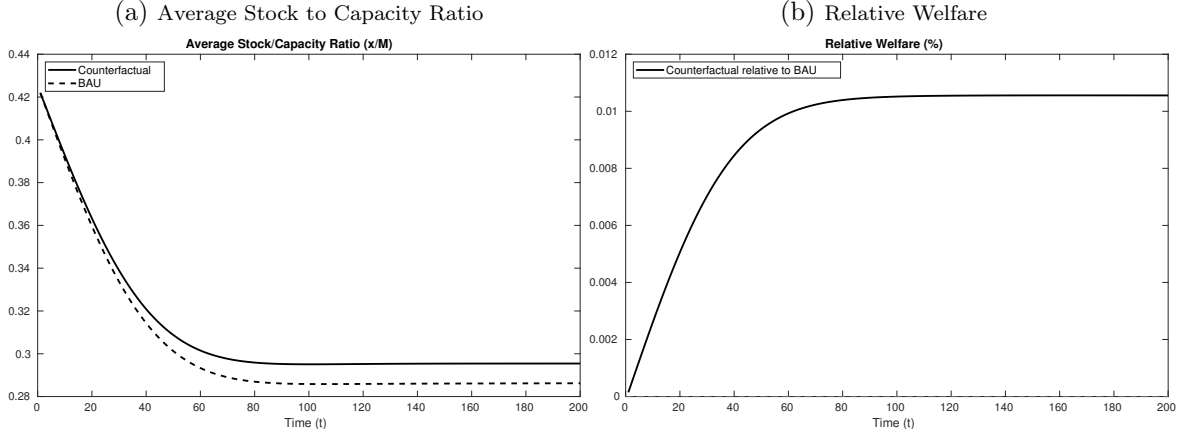 (a) Average Stock to Capacity Ratio
Average Stock/Capacity Ratio (x/M)
0.44
0.42
0.4
0.38
0.36
0.34
0.32
0.3
0.28
Counterfactual
BAU
0 20 40 60 80 100 120 140 160 180 200
Time (t)
(b) Relative Welfare
Relative Welfare (%)
0.012
0.01
0.008
0.006
0.004
0.002
0
Counterfactual relative to BAU
0 20 40 60 80 100 120 140 160 180 200
Time (t)